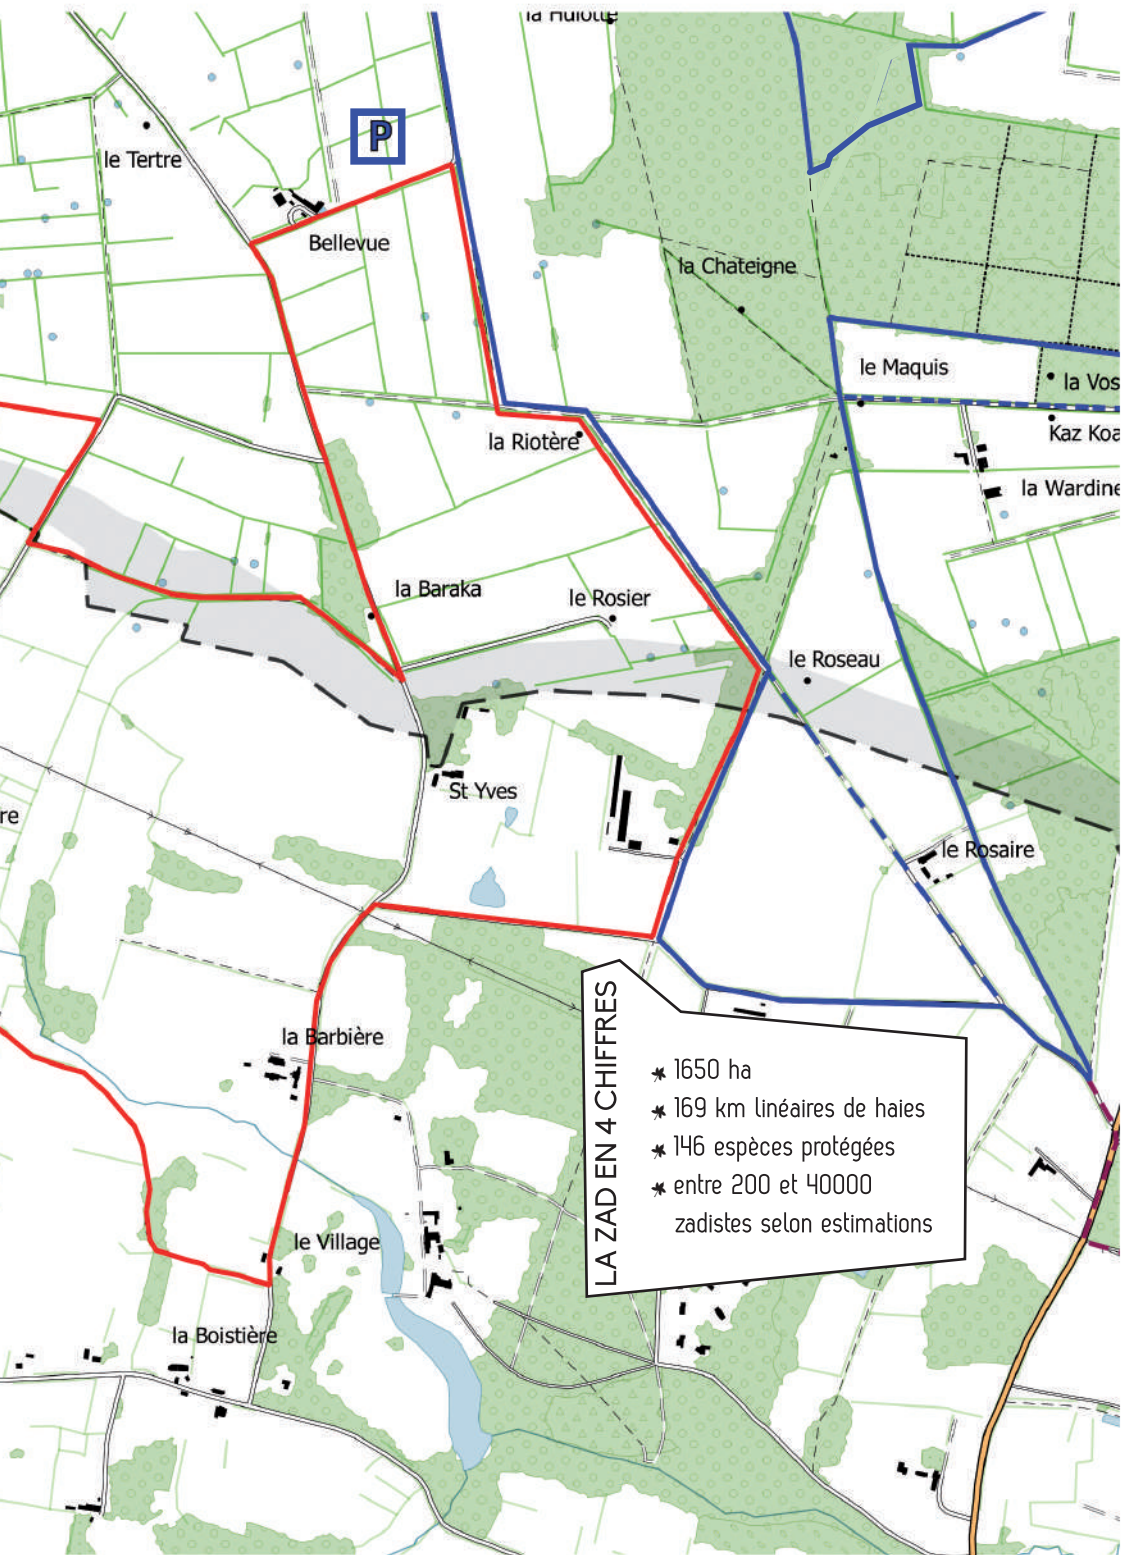 la Hulotte
P
le Tertre
Bellevue
la Chateigne
le Maquis
la Vos
Kaz Koa
la Riotère
la Wardine
la Baraka
le Rosier
le Roseau
St Yves
re
le Rosaire
la Barbière
LA ZAD EN 4 CHIFFRES
1650 ha
169 km linéaires de haies
146 espèces protégées
entre 200 et 40000
zadistes selon estimations
le Village
la Boistière